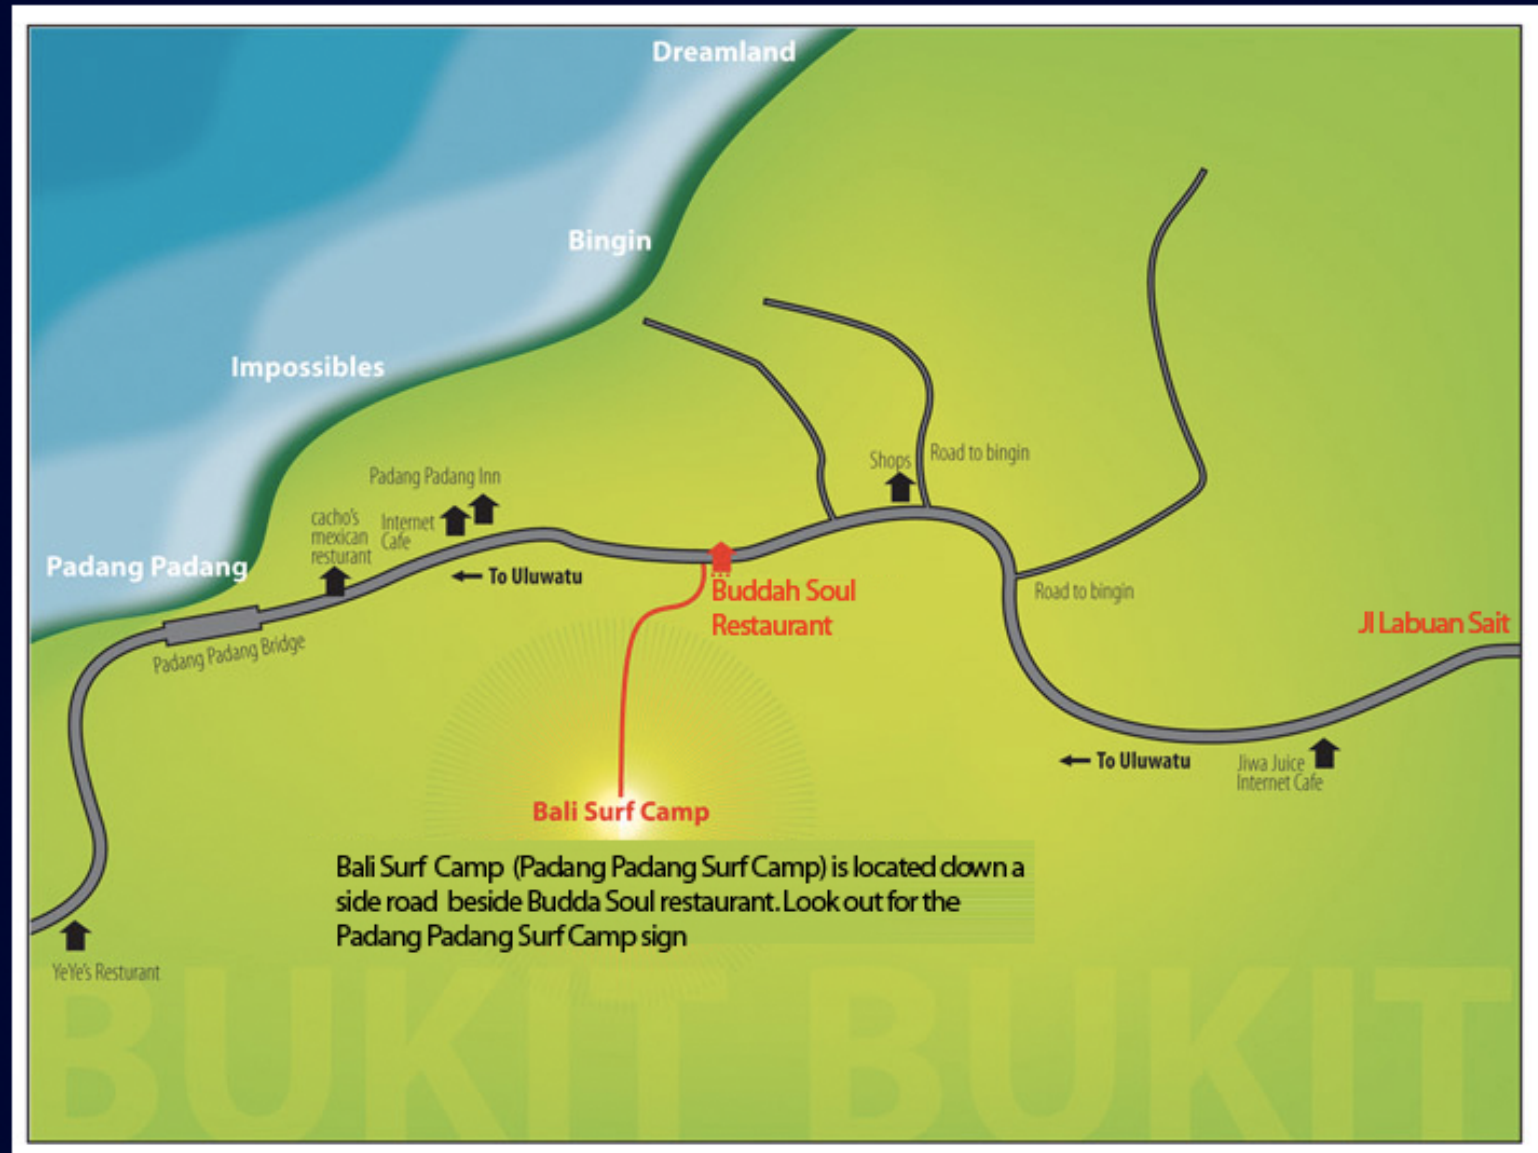 Dreamland
Bingin
Impossibles
Padang Padang
Padang Padang Inn
Shops
Road to bingin
cacho's
mexican
resturant
Internet
Cafe
To Uluwatu
Buddah Soul
Restaurant
Road to bingin
Jl Labuan Sait
Padang Padang Bridge
To Uluwatu
Jiwa Juice
Internet Cafe
Bali Surf Camp
Bali Surf Camp (Padang Padang Surf Camp) is located down a
side road beside Budda Soul restaurant. Look out for the
Padang Padang Surf Camp sign
YeYe's Resturant
BUKIT BUKIT